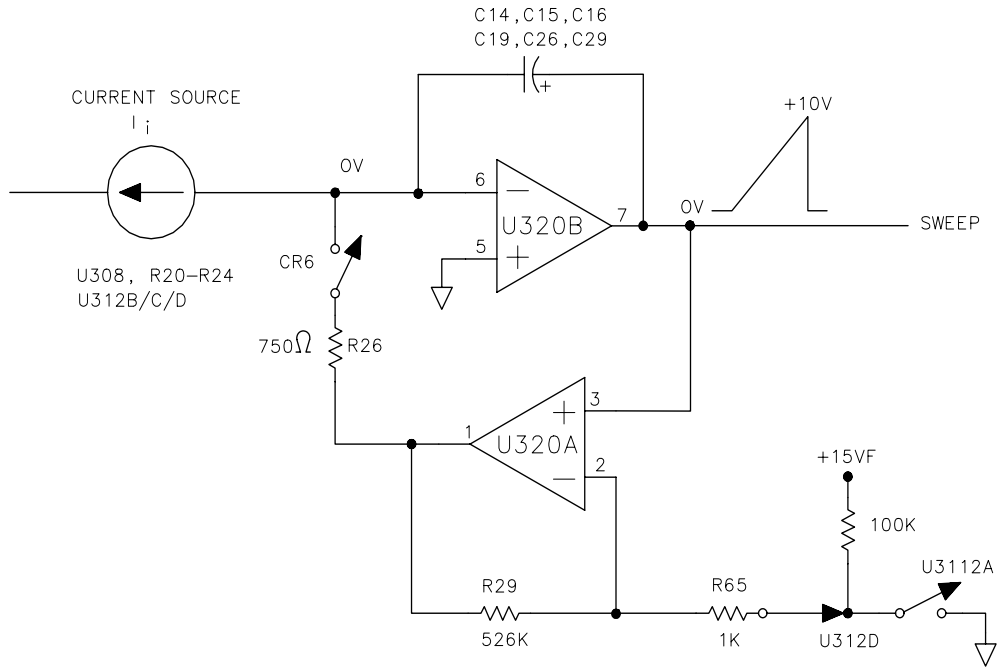 C14,C15,C16
C19,C26,C29
+
CURRENT SOURCE
I i
+10V
0V
6
−
7
0V
U320B
SWEEP
5
+
CR6
U308, R20−R24
U312B/C/D
750Ω
R26
3
+
1
U320A
2
−
+15VF
100K
U3112A
R29
R65
526K
1K
U312D